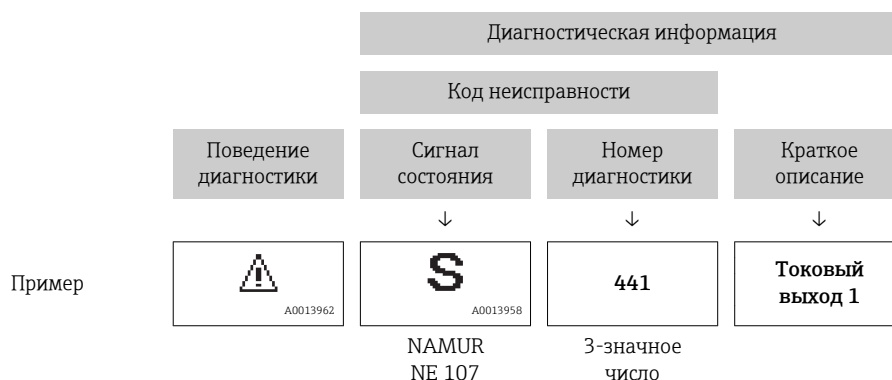 Диагностическая информация
Код неисправности
Поведение
диагностики
Сигнал
состояния
Номер
диагностики
Краткое
описание
↓
↓
↓
Пример
A0013962
S
A0013958
441
Токовый
выход 1
NAMUR
NE 107
3-значное
число